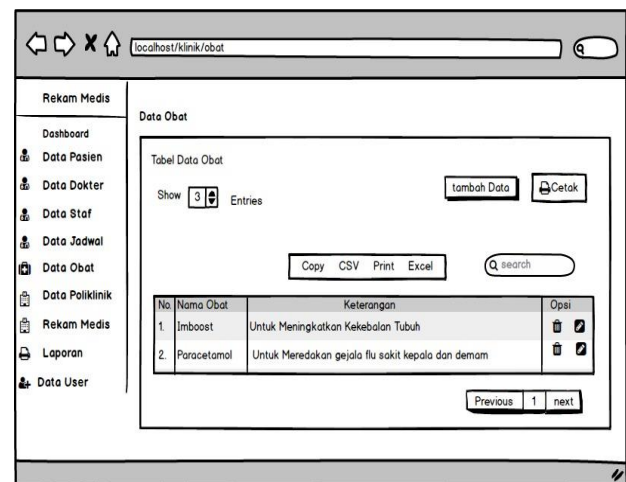 localhost/klinik/obat
Rekam Medis
Dashboard
Data Pasien
Data Dokter
Data Staf
Data Jadwal
Data Obat
Data Poliklinik
Rekam Medis
Laporan
Data User
Data Obat
Tabel Data Obat
Show 3 Entries
tambah Data Cetak
Copy CSV Print Excel search
No. Nama Obat Keterangan Opsi
1. Imboost Untuk Meningkatkan Kekebalan Tubuh
2. Paracetamol Untuk Meredakan gejala flu sakit kepala dan demam
Previous 1 next